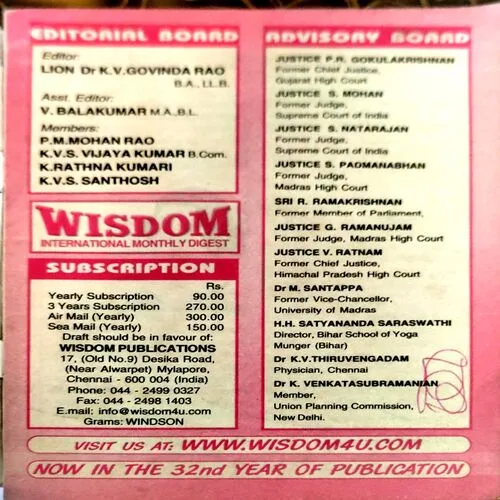 EDITORIAL BOARD
Editor:
LION Dr K.V.GOVINDA RAO
B.A., LL.B.
Asst. Editor:
V. BALAKUMAR M.A.,B.L.
Members:
P.M.MOHAN RAO
K.V.S. VIJAYA KUMAR B.Com.
K.RATHNA KUMARI
K.V.S. SANTHOSH
WISDOM
INTERNATIONAL MONTHLY DIGEST
SUBSCRIPTION
Rs.
Yearly Subscription 90.00
3 Years Subscription 270.00
Air Mail (Yearly) 300.00
Sea Mail (Yearly) 150.00
Draft should be in favour of:
WISDOM PUBLICATIONS
17, (Old No.9) Desika Road,
(Near Alwarpet) Mylapore,
Chennai - 600 004 (India)
Phone: 044 - 2499 0327
Fax: 044 - 2498 1403
E.mail: info@wisdom4u.com
Grams: WINDSON
ADVISORY BOARD
JUSTICE P.R. GOKULAKRISHNAN
Former Chief Justice,
Gujarat High Court
JUSTICE S. MOHAN
Former Judge,
Supreme Court of India
JUSTICE S. NATARAJAN
Former Judge,
Supreme Court of India
JUSTICE S. PADMANABHAN
Former Judge,
Madras High Court
SRI R. RAMAKRISHNAN
Former Member of Parliament,
JUSTICE G. RAMANUJAM
Former Judge, Madras High Court
JUSTICE V. RATNAM
Former Chief Justice,
Himachal Pradesh High Court
Dr M. SANTAPPA
Former Vice-Chancellor,
University of Madras
H.H. SATYANANDA SARASWATHI
Director, Bihar School of Yoga
Munger (Bihar)
Dr K.V.THIRUVENGADAM
Physician, Chennai
Dr K. VENKATASUBRAMANIAN
Member,
Union Planning Commission,
New Delhi.
VISIT US AT: WWW.WISDOM4U.COM
NOW IN THE 32nd YEAR OF PUBLICATION